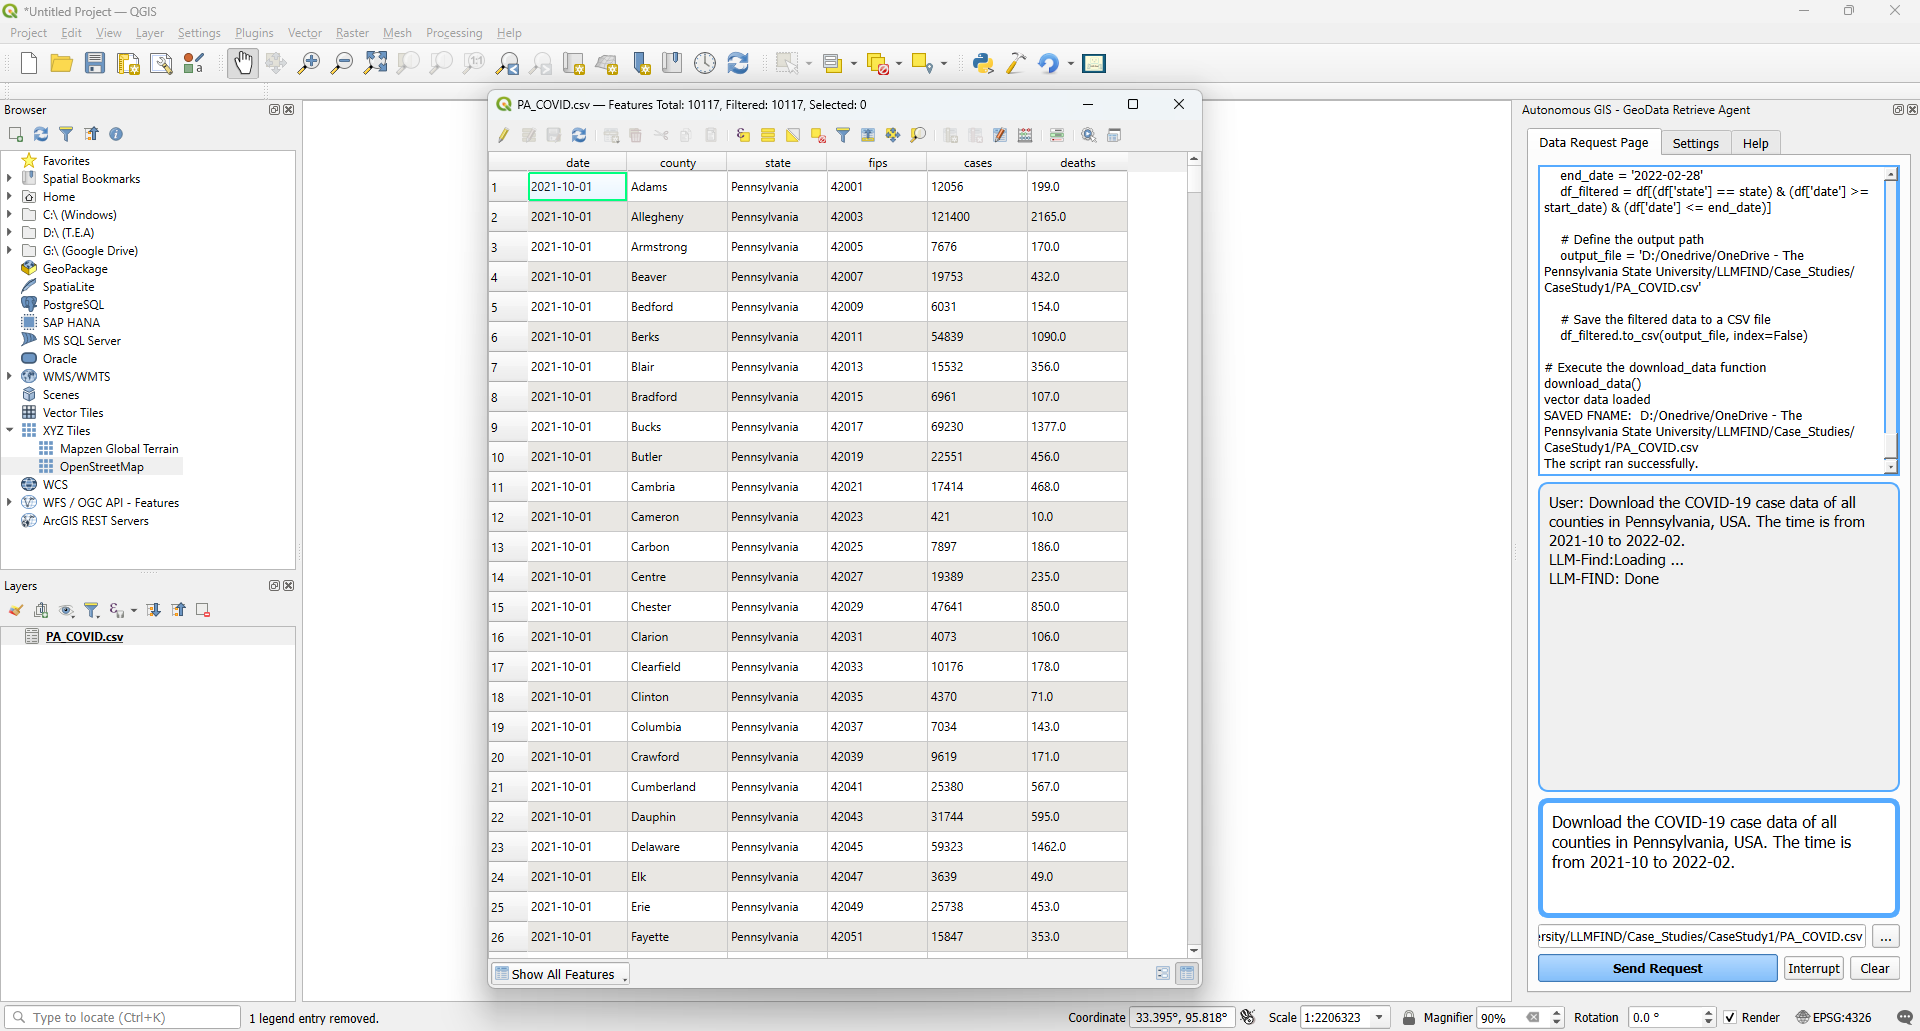 *Untitled Project — QGIS
Project Edit View Layer Settings Plugins Vector Raster Mesh Processing Help
Browser
Favorites
Spatial Bookmarks
Home
C:\ (Windows)
D:\ (T.E.A)
G:\ (Google Drive)
GeoPackage
SpatiaLite
PostgreSQL
SAP HANA
MS SQL Server
Oracle
WMS/WMTS
Scenes
Vector Tiles
XYZ Tiles
Mapzen Global Terrain
OpenStreetMap
WCS
WFS / OGC API - Features
ArcGIS REST Servers
Layers
PA COVID.csv
PA_COVID.csv — Features Total: 10117, Filtered: 10117, Selected: 0
date county state fips cases deaths
1 2021-10-01 Adams Pennsylvania 42001 12056 199.0
2 2021-10-01 Allegheny Pennsylvania 42003 121400 2165.0
3 2021-10-01 Armstrong Pennsylvania 42005 7676 170.0
4 2021-10-01 Beaver Pennsylvania 42007 19753 432.0
5 2021-10-01 Bedford Pennsylvania 42009 6031 154.0
6 2021-10-01 Berks Pennsylvania 42011 54839 1090.0
7 2021-10-01 Blair Pennsylvania 42013 15532 356.0
8 2021-10-01 Bradford Pennsylvania 42015 6961 107.0
9 2021-10-01 Bucks Pennsylvania 42017 69230 1377.0
10 2021-10-01 Butler Pennsylvania 42019 22551 456.0
11 2021-10-01 Cambria Pennsylvania 42021 17414 468.0
12 2021-10-01 Cameron Pennsylvania 42023 421 10.0
13 2021-10-01 Carbon Pennsylvania 42025 7897 186.0
14 2021-10-01 Centre Pennsylvania 42027 19389 235.0
15 2021-10-01 Chester Pennsylvania 42029 47641 850.0
16 2021-10-01 Clarion Pennsylvania 42031 4073 106.0
17 2021-10-01 Clearfield Pennsylvania 42033 10176 178.0
18 2021-10-01 Clinton Pennsylvania 42035 4370 71.0
19 2021-10-01 Columbia Pennsylvania 42037 7034 143.0
20 2021-10-01 Crawford Pennsylvania 42039 9619 171.0
21 2021-10-01 Cumberland Pennsylvania 42041 25380 567.0
22 2021-10-01 Dauphin Pennsylvania 42043 31744 595.0
23 2021-10-01 Delaware Pennsylvania 42045 59323 1462.0
24 2021-10-01 Elk Pennsylvania 42047 3639 49.0
25 2021-10-01 Erie Pennsylvania 42049 25738 453.0
26 2021-10-01 Fayette Pennsylvania 42051 15847 353.0
Show All Features
Autonomous GIS - GeoData Retrieve Agent
Data Request Page Settings Help
end_date = '2022-02-28'
df_filtered = df[(df['state'] == state) & (df['date'] >=
start_date) & (df['date'] <= end_date)]
# Define the output path
output_file = 'D:/Onedrive/OneDrive - The
Pennsylvania State University/LLMFIND/Case_Studies/
CaseStudy1/PA_COVID.csv'
# Save the filtered data to a CSV file
df_filtered.to_csv(output_file, index=False)
# Execute the download_data function
download_data()
vector data loaded
SAVED FNAME: D:/Onedrive/OneDrive - The
Pennsylvania State University/LLMFIND/Case_Studies/
CaseStudy1/PA_COVID.csv
The script ran successfully.
User: Download the COVID-19 case data of all
counties in Pennsylvania, USA. The time is from
2021-10 to 2022-02.
LLM-Find:Loading ...
LLM-FIND: Done
Download the COVID-19 case data of all
counties in Pennsylvania, USA. The time is
from 2021-10 to 2022-02.
ersity/LLMFIND/Case_Studies/CaseStudy1/PA_COVID.csv ...
Send Request Interrupt Clear
Type to locate (Ctrl+K) 1 legend entry removed. Coordinate 33.395°, 95.818° Scale 1:2206323 Magnifier 90% Rotation 0.0 ° Render EPSG:4326